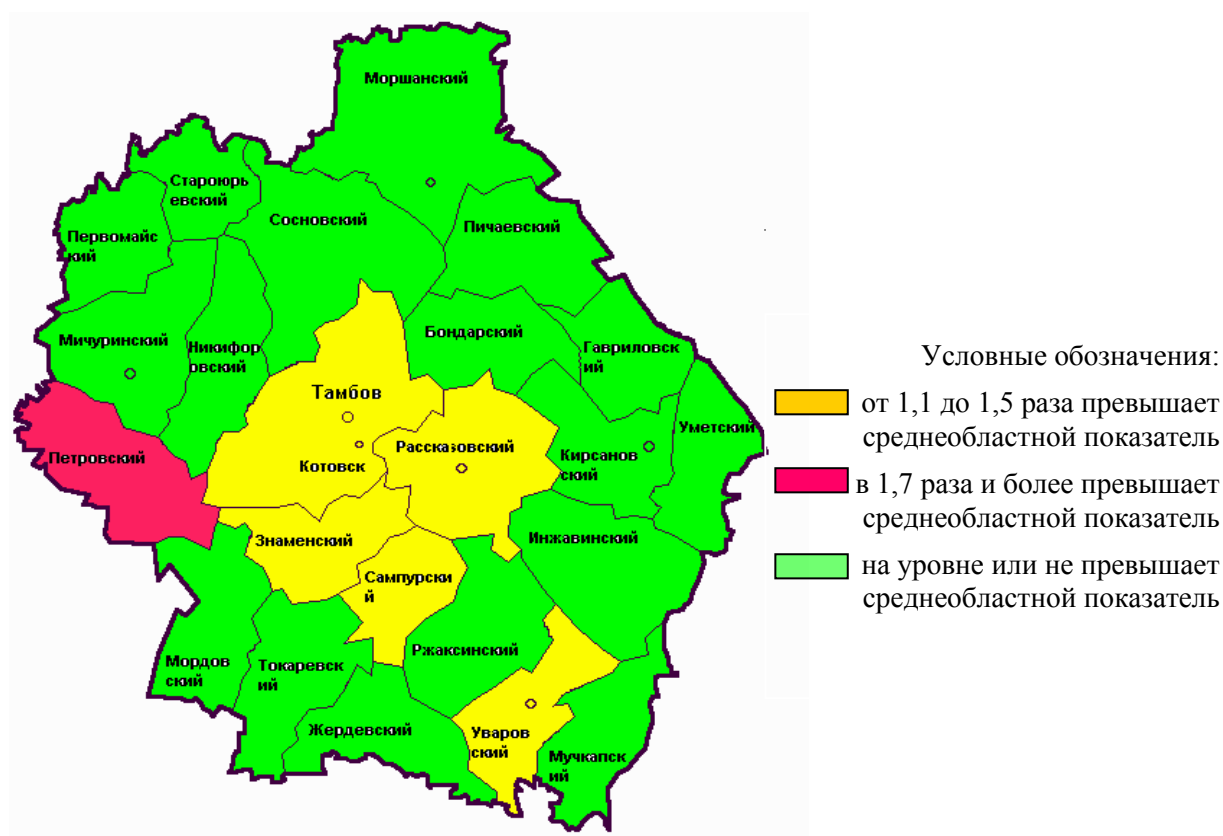 Моршанский
Староюрь
евский
Сосновский
Пичаевский
Первомайс
кий
Мичуринский
Никифор
овский
Бондарский
Гавриловск
ий
Тамбов
Котовск
Рассказовский
Кирсанов
ский
Уметский
Петровский
Знаменский
Инжавинский
Сампурски
й
Ржаксинский
Мордов
ский
Токаревск
ий
Жердевский
Уваров
ский
Мучкапск
ий
Условные обозначения:
от 1,1 до 1,5 раза превышает
среднеобластной показатель
в 1,7 раза и более превышает
среднеобластной показатель
на уровне или не превышает
среднеобластной показатель